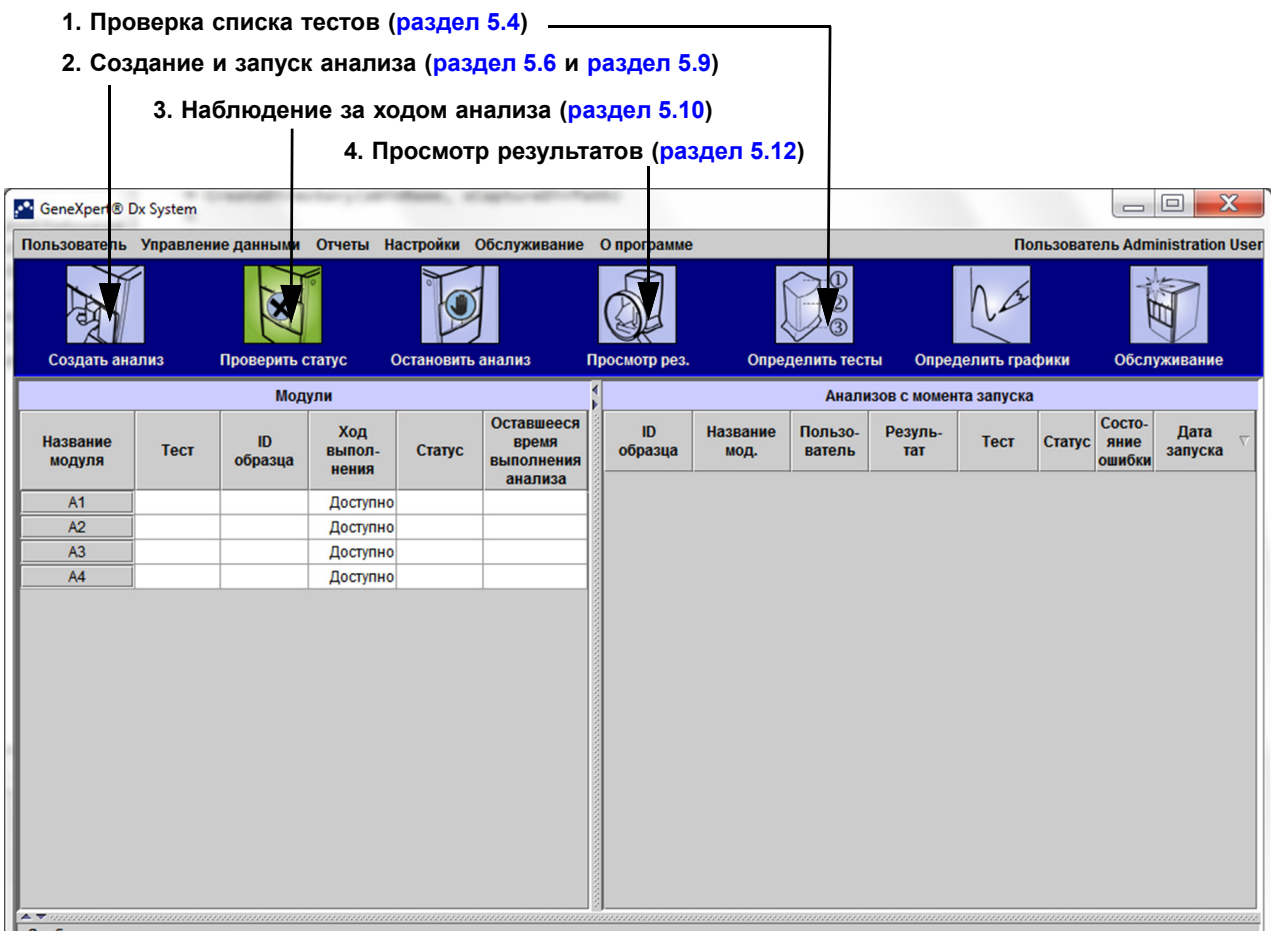 1. Проверка списка тестов (раздел 5.4)
2. Создание и запуск анализа (раздел 5.6 и раздел 5.9)
3. Наблюдение за ходом анализа (раздел 5.10)
4. Просмотр результатов (раздел 5.12)
GeneXpert® Dx System
Пользователь Управление данными Отчеты Настройки Обслуживание О программе Пользователь Administration User
Создать анализ Проверить статус Остановить анализ Просмотр рез. Определить тесты Определить графики Обслуживание
Модули
Название модуля
Тест
ID образца
Ход выпол-
нения
Статус
Оставшееся
время
выполнения
анализа
A1 Доступно
A2 Доступно
A3 Доступно
A4 Доступно
Анализов с момента запуска
ID образца
Название мод.
Пользо-
ватель
Резуль-
тат
Тест
Статус
Состо-
яние
ошибки
Дата запуска